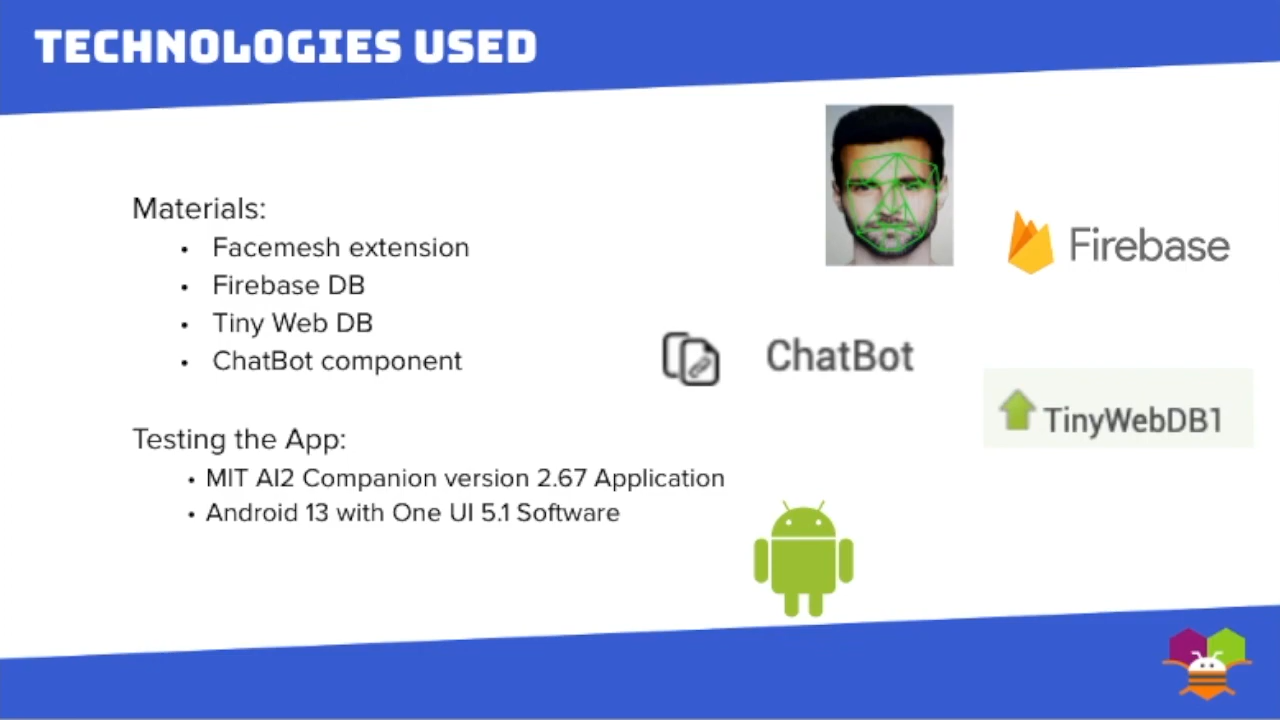 TECHNOLOGIES USED
Materials:
• Facemesh extension
• Firebase DB
• Tiny Web DB
• ChatBot component
Firebase
ChatBot
TinyWebDB1
Testing the App:
• MIT AI2 Companion version 2.67 Application
• Android 13 with One UI 5.1 Software